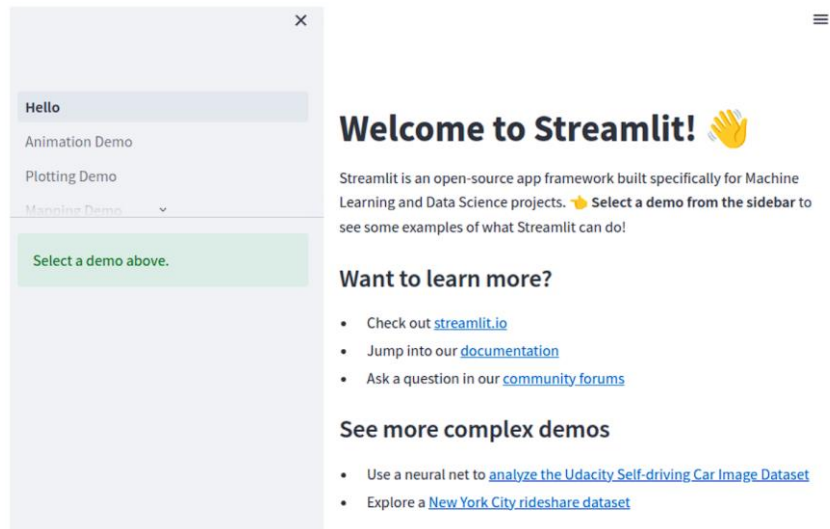 Hello
Animation Demo
Plotting Demo
Mapping Demo
Select a demo above.
Welcome to Streamlit! 👋
Streamlit is an open-source app framework built specifically for Machine
Learning and Data Science projects. 👈 Select a demo from the sidebar to
see some examples of what Streamlit can do!
Want to learn more?
• Check out streamlit.io
• Jump into our documentation
• Ask a question in our community forums
See more complex demos
• Use a neural net to analyze the Udacity Self-driving Car Image Dataset
• Explore a New York City rideshare dataset